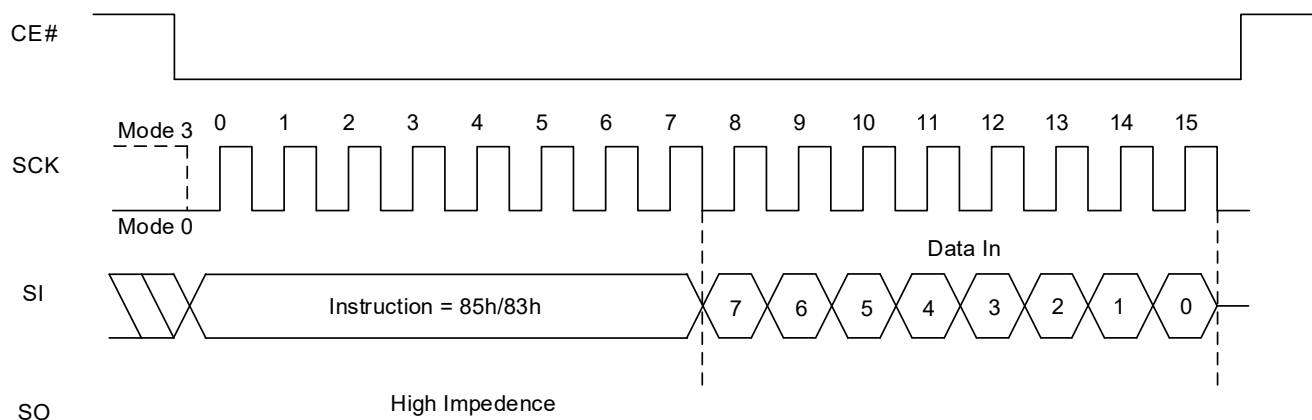 CE#
Mode 3 0 1 2 3 4 5 6 7 8 9 10 11 12 13 14 15
SCK
Mode 0
Data In
SI Instruction = 85h/83h 7 6 5 4 3 2 1 0
High Impedence
SO